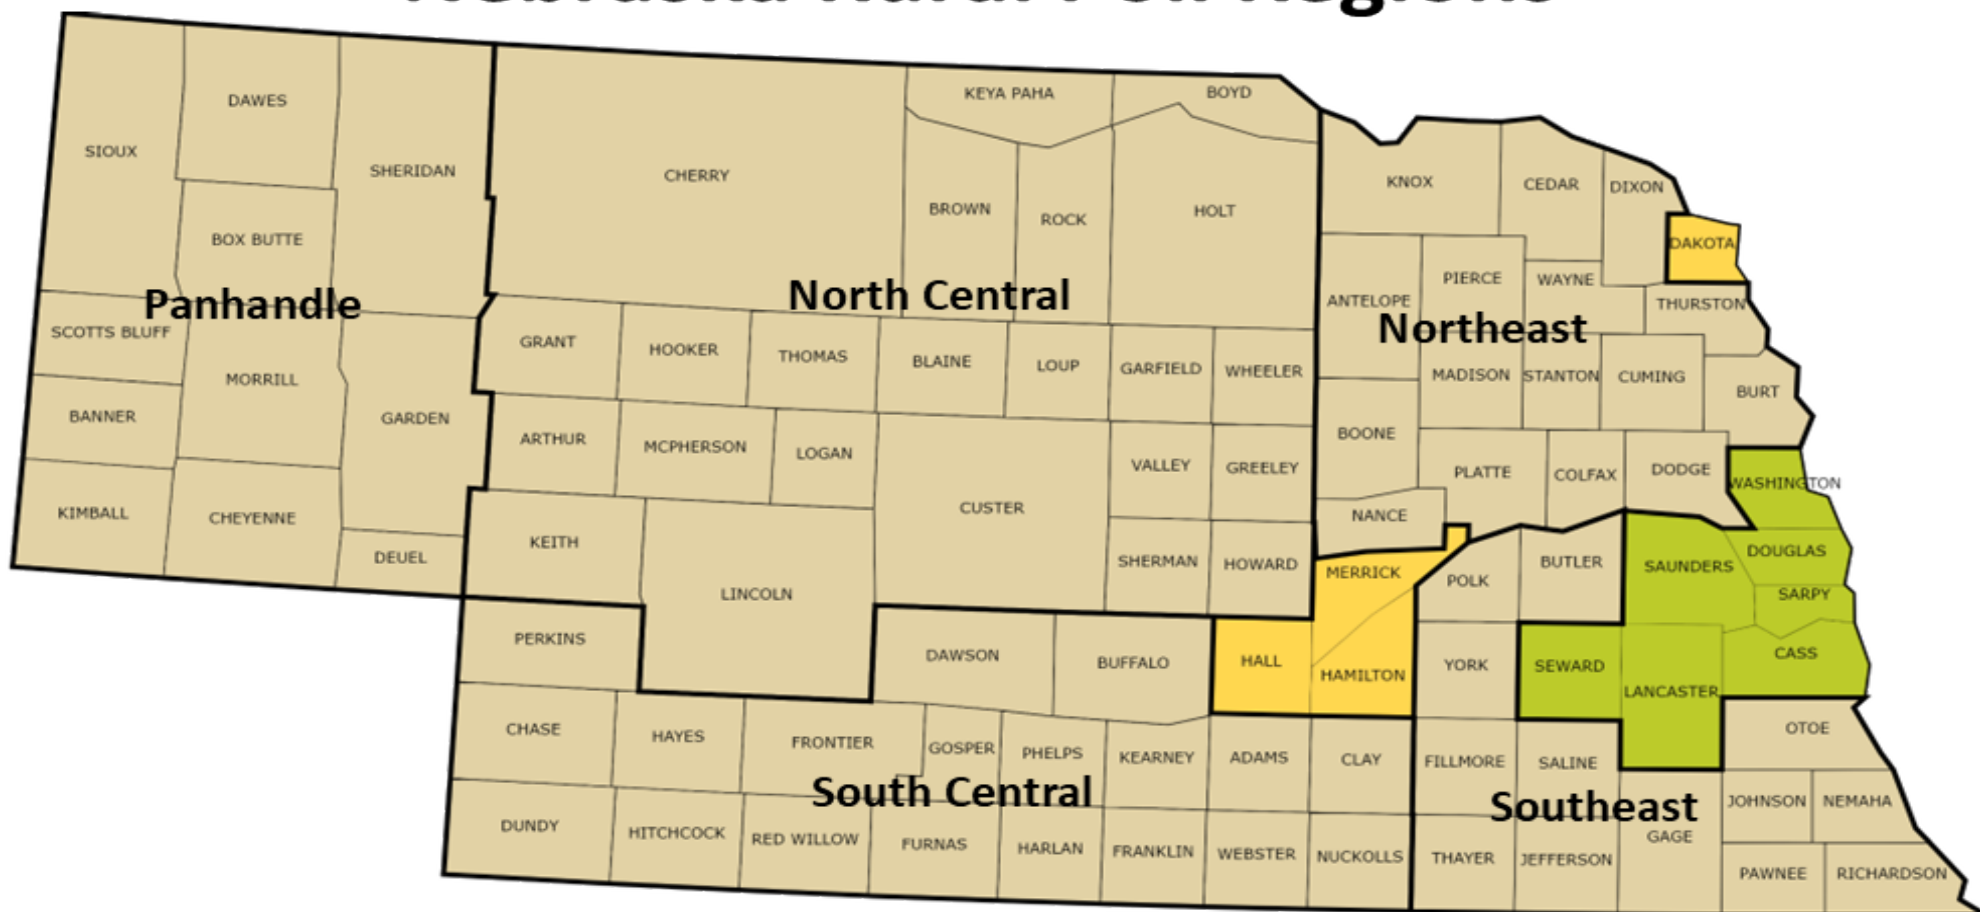 Nebraska Rural Poll Regions
DAWES
KEYA PAHA
BOYD
SIOUX
SHERIDAN
CHERRY
KNOX
CEDAR
DIXON
BROWN
ROCK
HOLT
BOX BUTTE
DAKOTA
Panhandle
North Central
PIERCE
WAYNE
ANTELOPE
THURSTON
Northeast
SCOTTS BLUFF
GRANT
HOOKER
THOMAS
BLAINE
LOUP
GARFIELD
WHEELER
MORRILL
MADISON
STANTON
CUMING
BURT
BANNER
GARDEN
ARTHUR
MCPHERSON
LOGAN
BOONE
VALLEY
GREELEY
PLATTE
COLFAX
DODGE
WASHINGTON
KIMBALL
CHEYENNE
CUSTER
NANCE
DEUEL
KEITH
LINCOLN
SHERMAN
HOWARD
MERRICK
POLK
BUTLER
SAUNDERS
DOUGLAS
SARPY
PERKINS
DAWSON
BUFFALO
HALL
HAMILTON
YORK
SEWARD
LANCASTER
CASS
CHASE
HAYES
FRONTIER
GOSPER
PHELPS
KEARNEY
ADAMS
CLAY
FILLMORE
SALINE
OTOE
South Central
Southeast
DUNDY
HITCHCOCK
RED WILLOW
FURNAS
HARLAN
FRANKLIN
WEBSTER
NUCKOLLS
THAYER
JEFFERSON
GAGE
JOHNSON
NEMAHA
PAWNEE
RICHARDSON